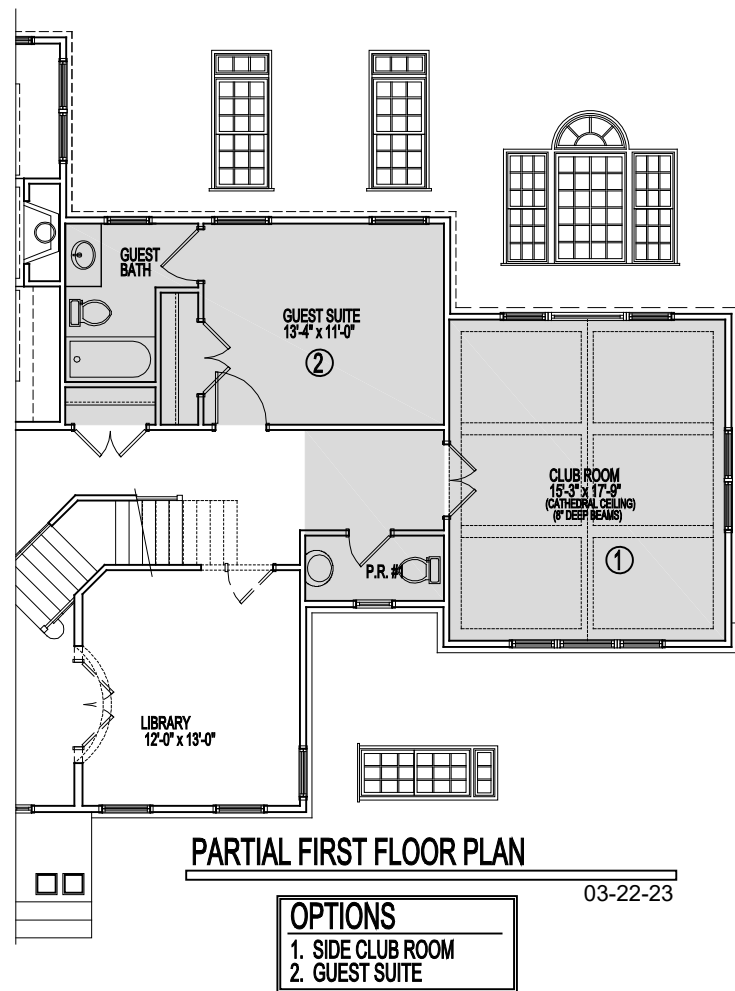 GUEST
BATH
GUEST SUITE
13'-4" x 11'-0"
2
CLUB ROOM
15'-3" x 17'-9"
(CATHEDRAL CEILING)
(8" DEEP BEAMS)
1
P.R. #
LIBRARY
12'-0" x 13'-0"
PARTIAL FIRST FLOOR PLAN
03-22-23
OPTIONS
1. SIDE CLUB ROOM
2. GUEST SUITE